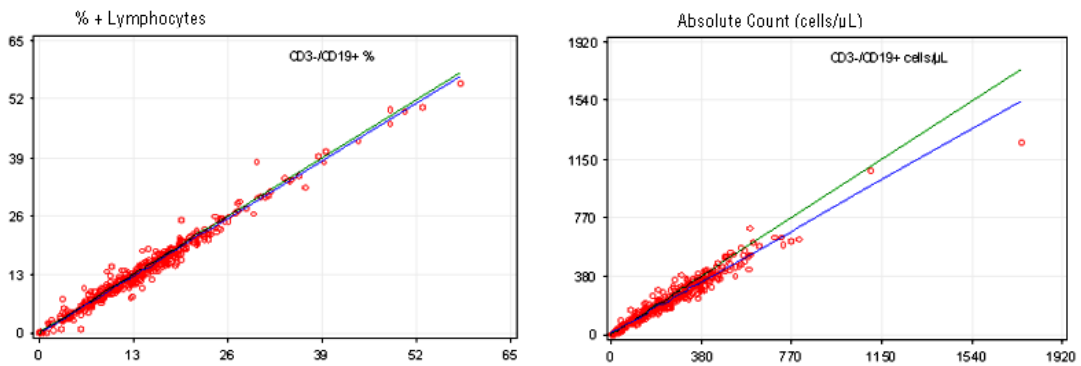 % + Lymphocytes
CD3-/CD19+ %
65
52
39
26
13
0
0 13 26 39 52 65
Absolute Count (cells/µL)
CD3-/CD19+ cells/µL
1920
1540
1150
770
380
0
0 380 770 1150 1540 1920